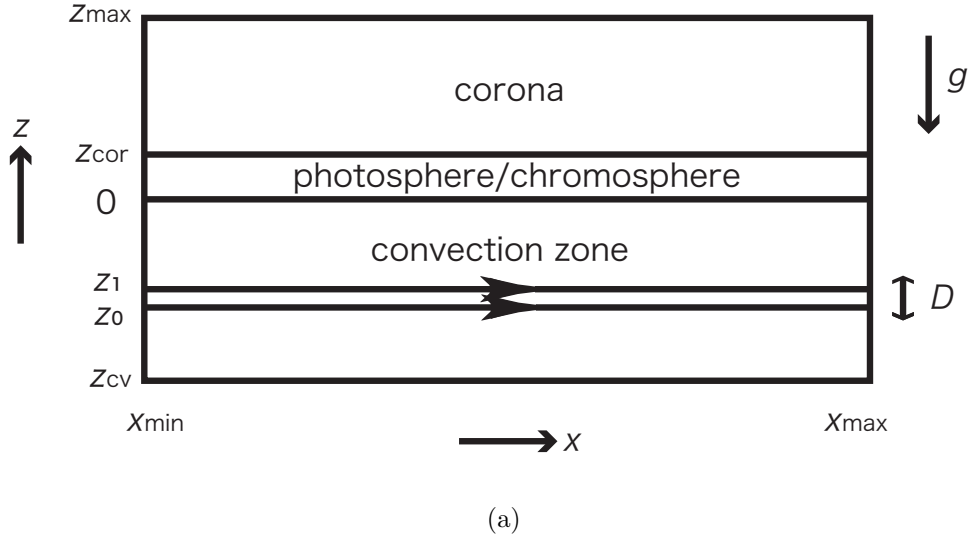 zmax
corona
g
z
zcor
photosphere/chromosphere
0
convection zone
z1
D
z0
zcv
xmin
xmax
x
(a)